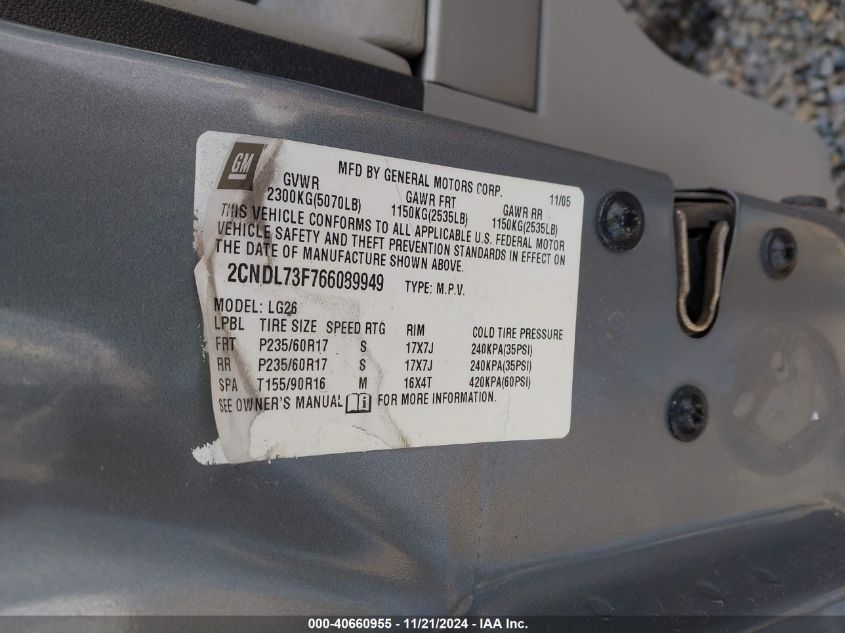 GM
MFD BY GENERAL MOTORS CORP. 11/05
GVWR GAWR FRT GAWR RR
2300KG(5070LB) 1150KG(2535LB) 1150KG(2535LB)
THIS VEHICLE CONFORMS TO ALL APPLICABLE U.S. FEDERAL MOTOR
VEHICLE SAFETY AND THEFT PREVENTION STANDARDS IN EFFECT ON
THE DATE OF MANUFACTURE SHOWN ABOVE.
2CNDL73F766089949 TYPE: M.P.V.
MODEL: LG26
LPBL TIRE SIZE SPEED RTG RIM COLD TIRE PRESSURE
FRT P235/60R17 S 17X7J 240KPA(35PSI)
RR P235/60R17 S 17X7J 240KPA(35PSI)
SPA T155/90R16 M 16X4T 420KPA(60PSI)
SEE OWNER'S MANUAL FOR MORE INFORMATION.
000-40660955 - 11/21/2024 - IAA Inc.